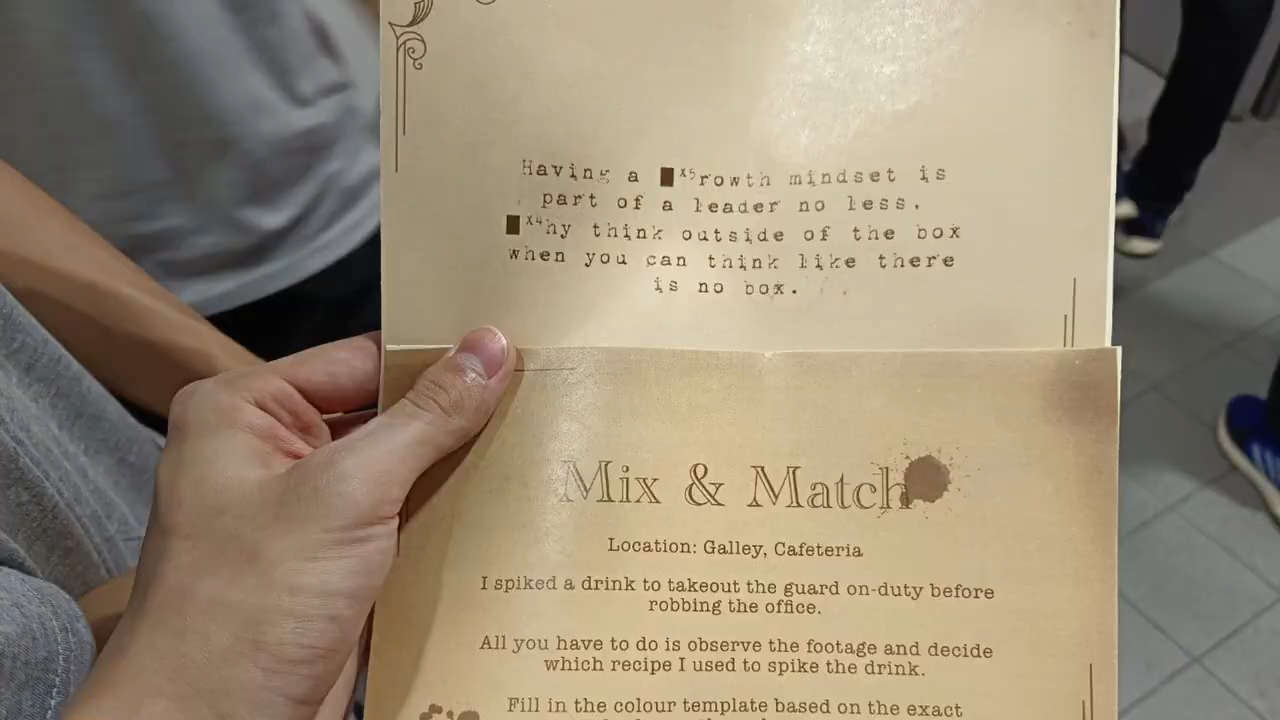 Having a █x5rowth mindset is
part of a leader no less.
█x4hy think outside of the box
when you can think like there
is no box.
Mix & Match
Location: Galley, Cafeteria
I spiked a drink to takeout the guard on-duty before
robbing the office.
All you have to do is observe the footage and decide
which recipe I used to spike the drink.
Fill in the colour template based on the exact